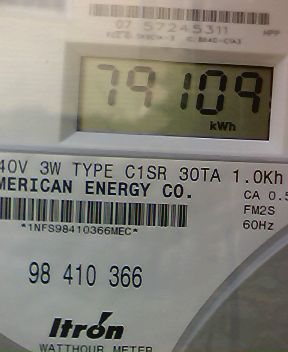 07 57245311
79109
kWh
40V 3W TYPE C1SR 30TA 1.0Kh
MERICAN ENERGY CO.
CA 0.5
FM2S
60Hz
*1NFS98410366MEC*
98 410 366
Itrón
WATTHOUR METER